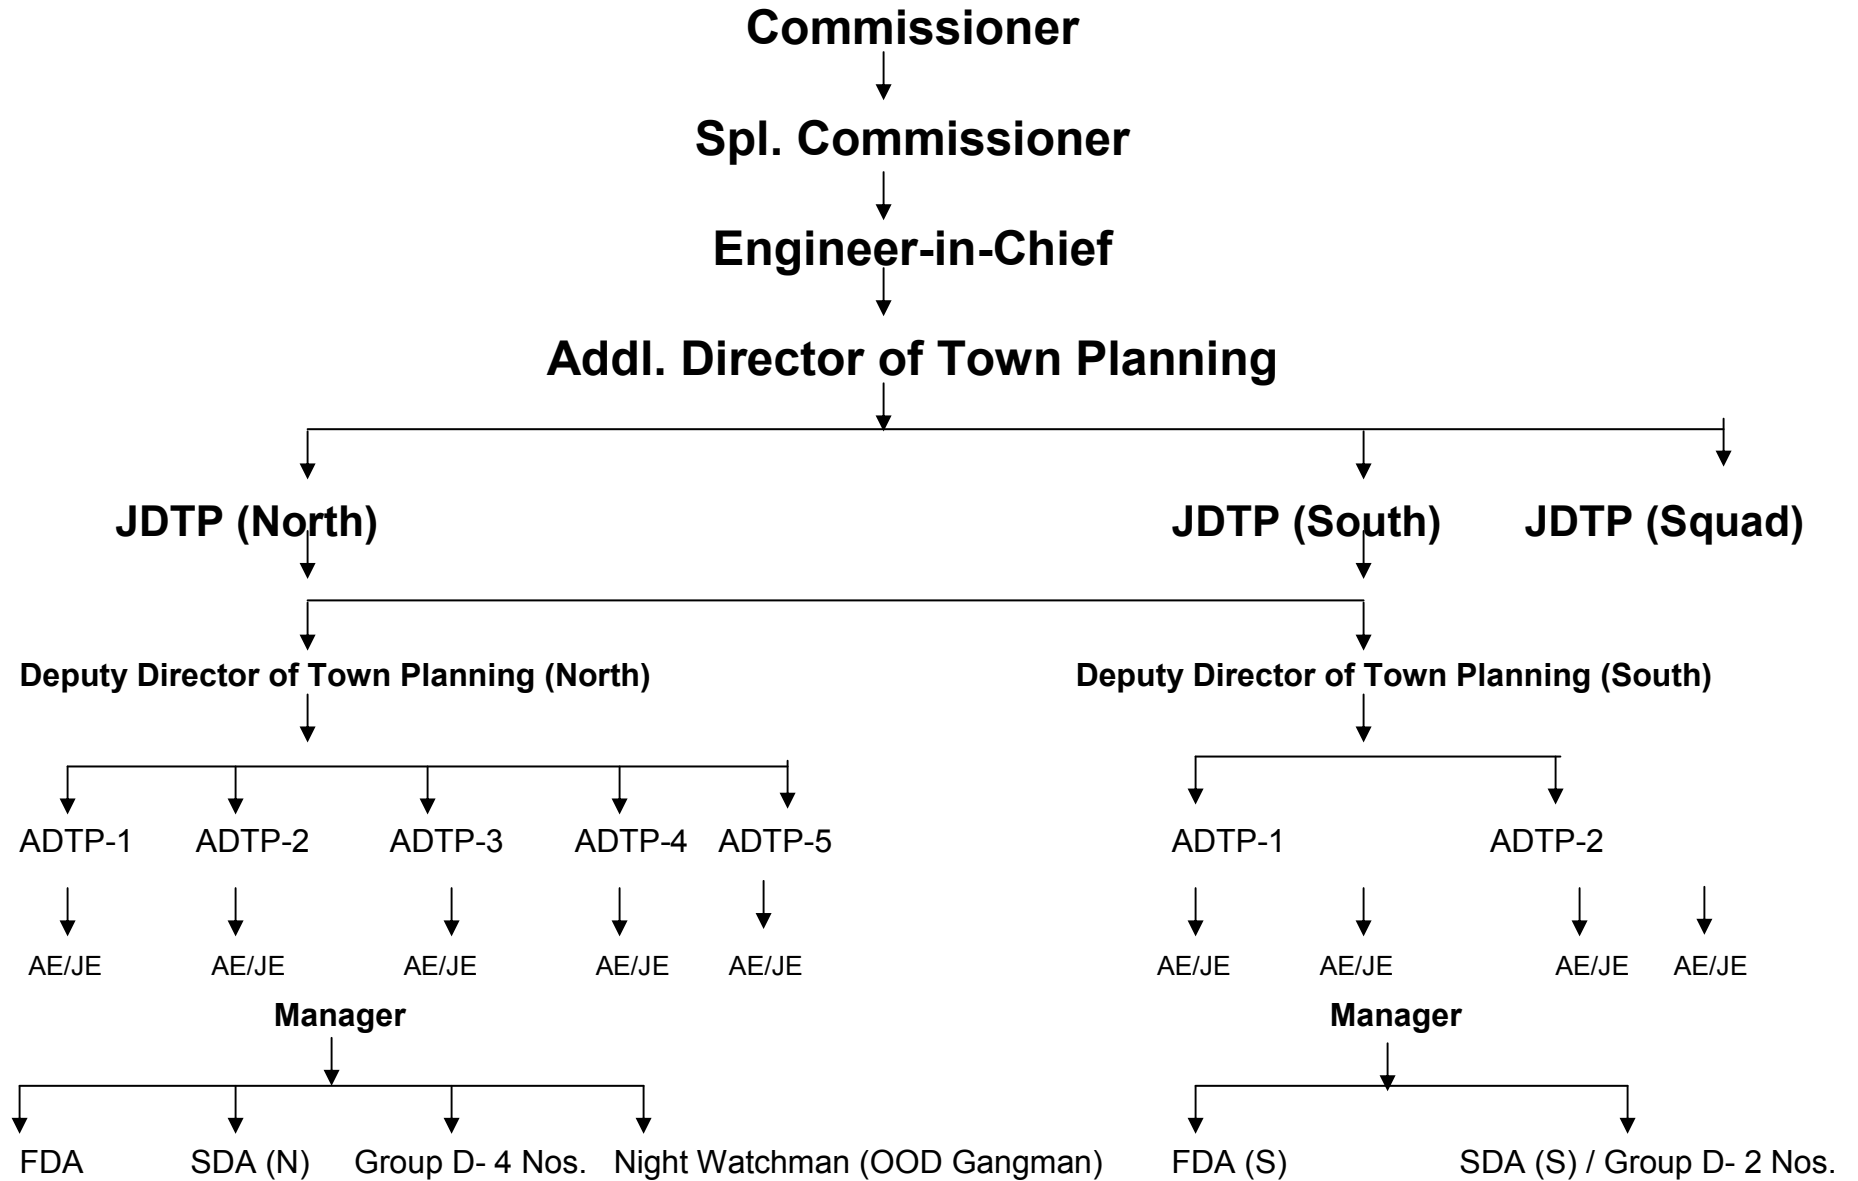 Commissioner
Spl. Commissioner
Engineer-in-Chief
Addl. Director of Town Planning
JDTP (North) JDTP (South) JDTP (Squad)
Deputy Director of Town Planning (North) Deputy Director of Town Planning (South)
ADTP-1 ADTP-2 ADTP-3 ADTP-4 ADTP-5 ADTP-1 ADTP-2
AE/JE AE/JE AE/JE AE/JE AE/JE AE/JE AE/JE AE/JE AE/JE
Manager Manager
FDA SDA (N) Group D- 4 Nos. Night Watchman (OOD Gangman) FDA (S) SDA (S) / Group D- 2 Nos.